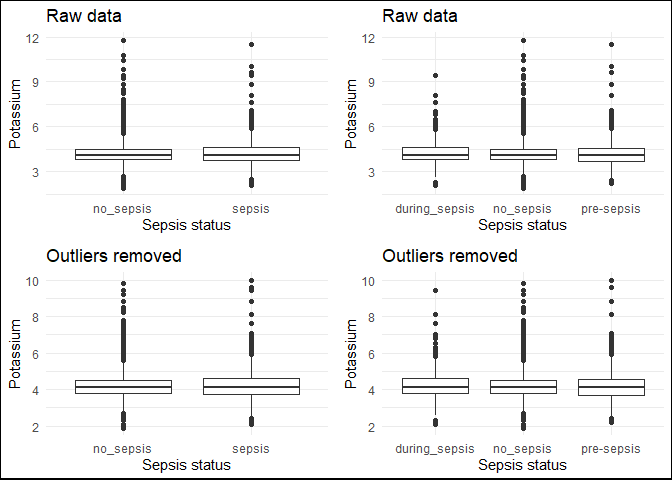 Raw data
12
9
6
3
Potassium
no_sepsis sepsis
Sepsis status
Raw data
12
9
6
3
Potassium
during_sepsis no_sepsis pre-sepsis
Sepsis status
Outliers removed
10
8
6
4
2
Potassium
no_sepsis sepsis
Sepsis status
Outliers removed
10
8
6
4
2
Potassium
during_sepsis no_sepsis pre-sepsis
Sepsis status